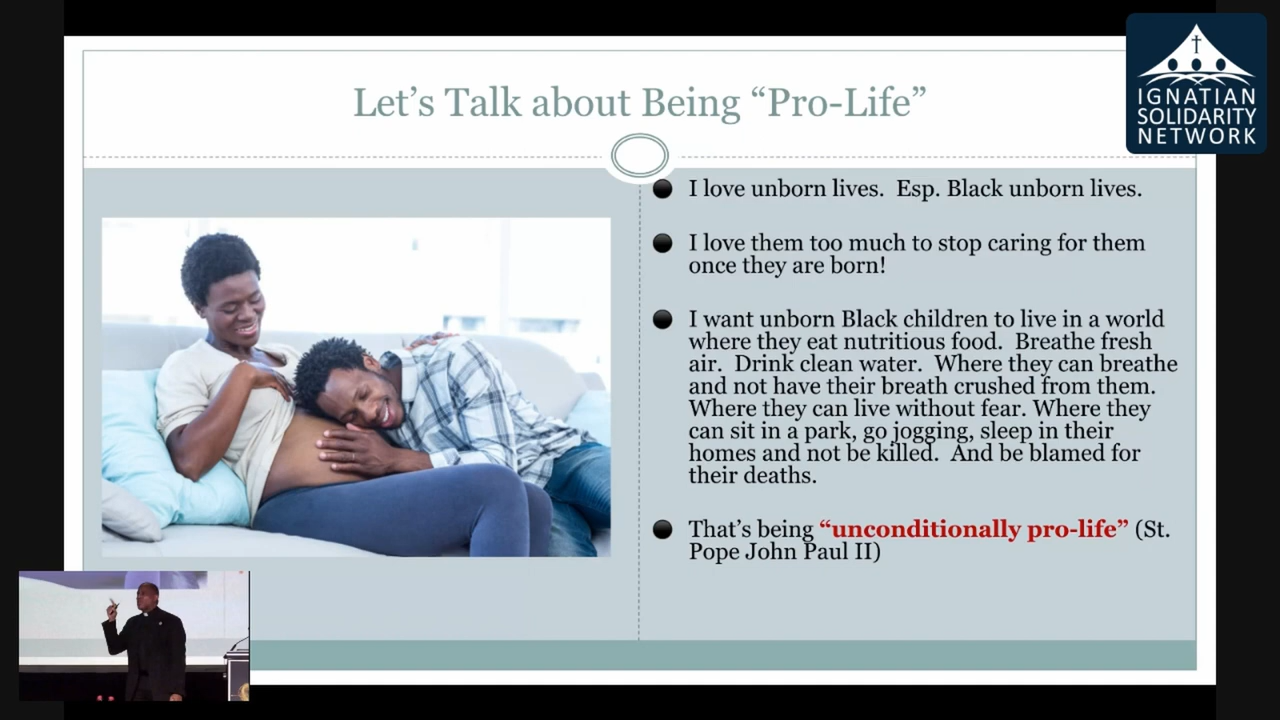 Let's Talk about Being “Pro-Life”
IGNATIAN
SOLIDARITY
NETWORK
I love unborn lives.  Esp. Black unborn lives.
I love them too much to stop caring for them
once they are born!
I want unborn Black children to live in a world
where they eat nutritious food.  Breathe fresh
air.  Drink clean water.  Where they can breathe
and not have their breath crushed from them.
Where they can live without fear. Where they
can sit in a park, go jogging, sleep in their
homes and not be killed.  And be blamed for
their deaths.
That's being “unconditionally pro-life” (St.
Pope John Paul II)